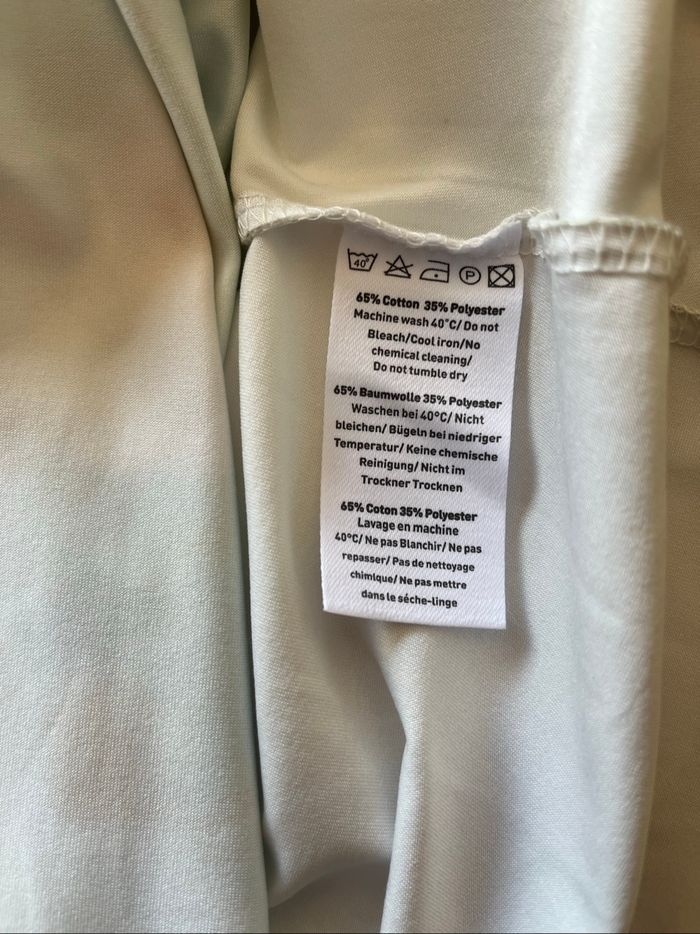 40°
P
65% Cotton 35% Polyester
Machine wash 40°C/ Do not
Bleach/Cool iron/No
chemical cleaning/
Do not tumble dry
65% Baumwolle 35% Polyester
Waschen bei 40°C/ Nicht
bleichen/ Bügeln bei niedriger
Temperatur/ Keine chemische
Reinigung/ Nicht im
Trockner Trocknen
65% Coton 35% Polyester
Lavage en machine
40°C/ Ne pas Blanchir/ Ne pas
repasser/ Pas de nettoyage
chimique/ Ne pas mettre
dans le séche-linge